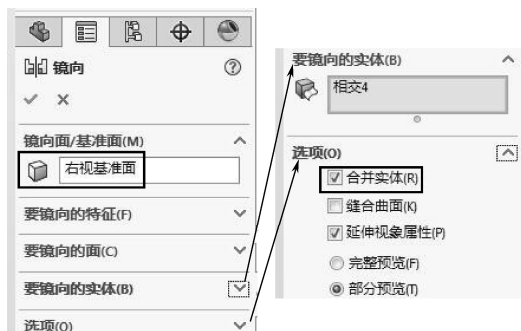 镜向
镜向面/基准面(M)
右视基准面
要镜向的特征(F)
要镜向的面(C)
要镜向的实体(B)
选项(O)
要镜向的实体(B)
相交4
选项(O)
合并实体(R)
缝合曲面(K)
延伸视象属性(P)
完整预览(F)
部分预览(T)